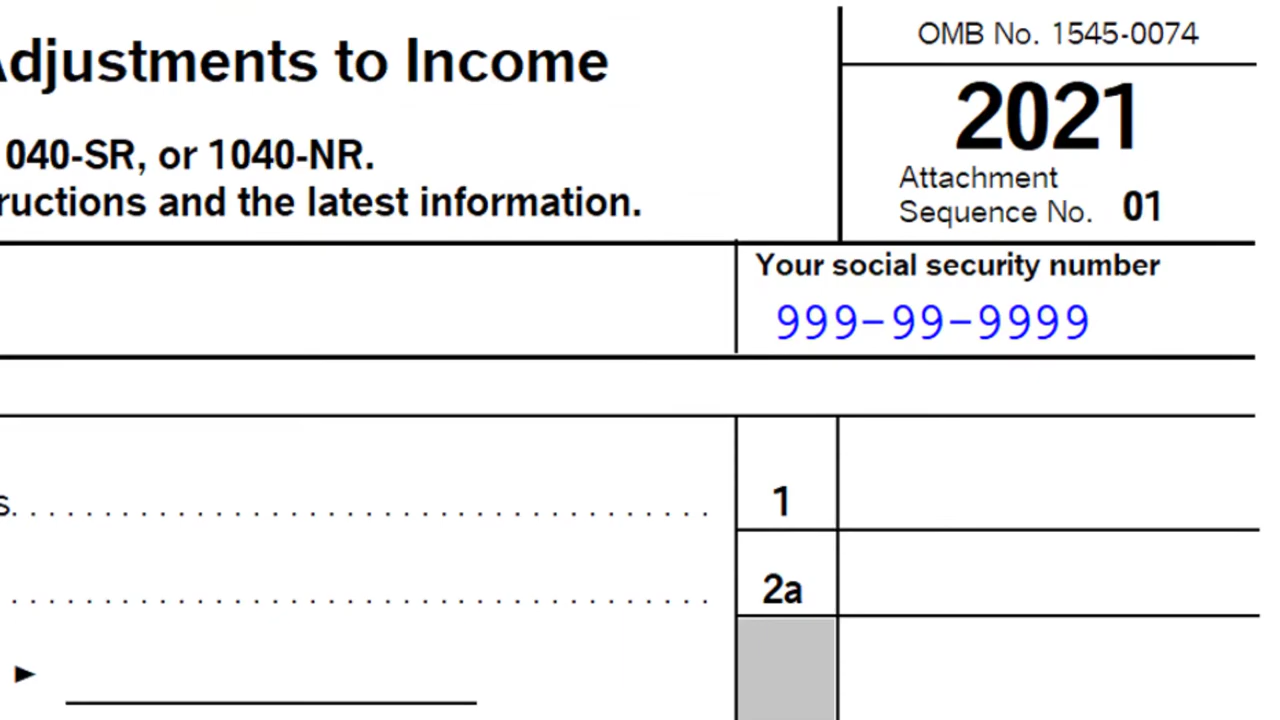 Adjustments to Income
OMB No. 1545-0074
2021
1040-SR, or 1040-NR.
Attachment
Sequence No. 01
ructions and the latest information.
Your social security number
999-99-9999
s. . . . . . . . . . . . . . . . . . . . . . . . . . . . . . . . . . . . . . 1
. . . . . . . . . . . . . . . . . . . . . . . . . . . . . . . . . . . . . . 2a
►